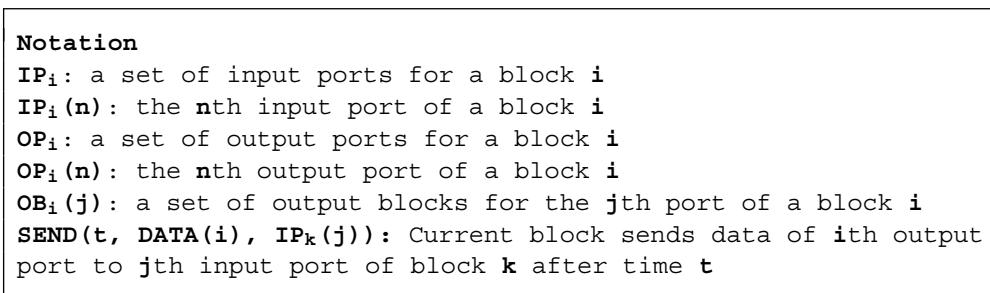 Notation
IPi: a set of input ports for a block i
IPi(n): the nth input port of a block i
OPi: a set of output ports for a block i
OPi(n): the nth output port of a block i
OBi(j): a set of output blocks for the jth port of a block i
SEND(t, DATA(i), IPk(j)): Current block sends data of ith output
port to jth input port of block k after time t